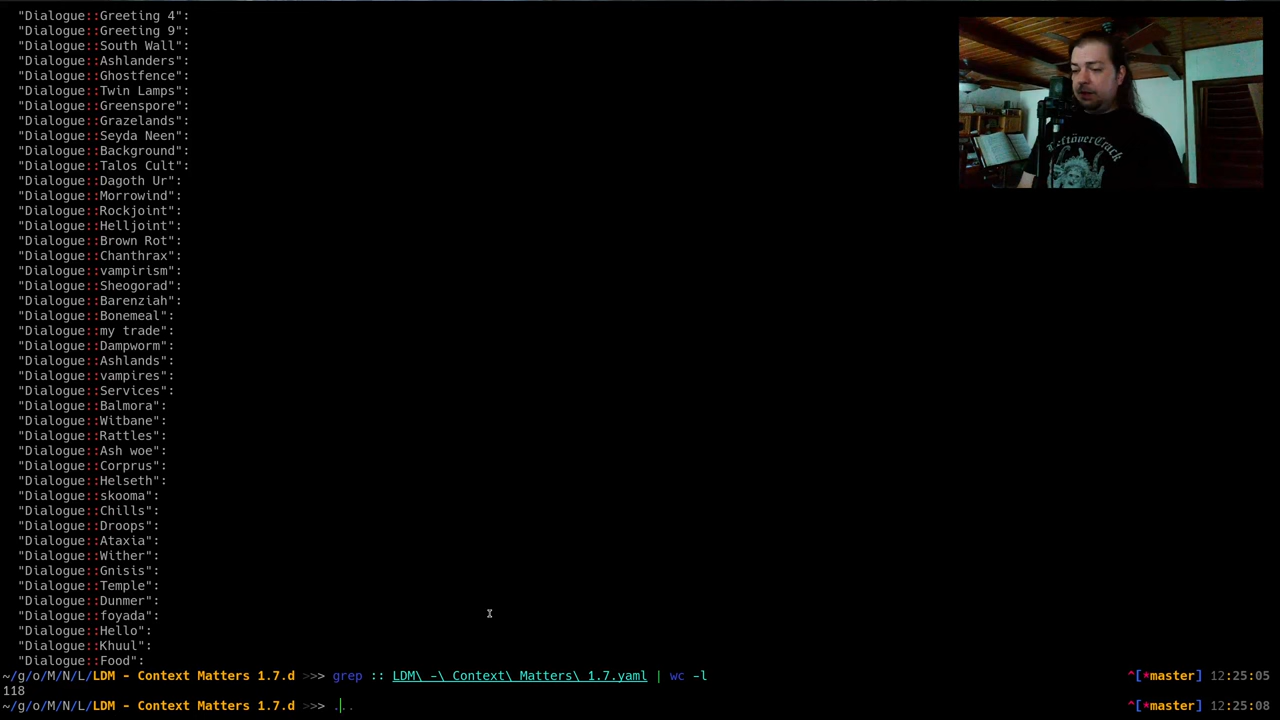 "Dialogue::Greeting 4":
"Dialogue::Greeting 9":
"Dialogue::South Wall":
"Dialogue::Ashlanders":
"Dialogue::Ghostfence":
"Dialogue::Twin Lamps":
"Dialogue::Greenspore":
"Dialogue::Grazelands":
"Dialogue::Seyda Neen":
"Dialogue::Background":
"Dialogue::Talos Cult":
"Dialogue::Dagoth Ur":
"Dialogue::Morrowind":
"Dialogue::Rockjoint":
"Dialogue::Helljoint":
"Dialogue::Brown Rot":
"Dialogue::Chanthrax":
"Dialogue::vampirism":
"Dialogue::Sheogorad":
"Dialogue::Barenziah":
"Dialogue::Bonemeal":
"Dialogue::my trade":
"Dialogue::Dampworm":
"Dialogue::Ashlands":
"Dialogue::vampires":
"Dialogue::Services":
"Dialogue::Balmora":
"Dialogue::Witbane":
"Dialogue::Rattles":
"Dialogue::Ash woe":
"Dialogue::Corprus":
"Dialogue::Helseth":
"Dialogue::skooma":
"Dialogue::Chills":
"Dialogue::Droops":
"Dialogue::Ataxia":
"Dialogue::Wither":
"Dialogue::Gnisis":
"Dialogue::Temple":
"Dialogue::Dunmer":
"Dialogue::foyada":
"Dialogue::Hello":
"Dialogue::Khuul":
"Dialogue::Food":
~/g/o/M/N/L/LDM - Context Matters 1.7.d >>> grep :: LDM\ -\ Context\ Matters\ 1.7.yaml | wc -l ^[*master] 12:25:05
118
~/g/o/M/N/L/LDM - Context Matters 1.7.d >>> ... ^[*master] 12:25:08